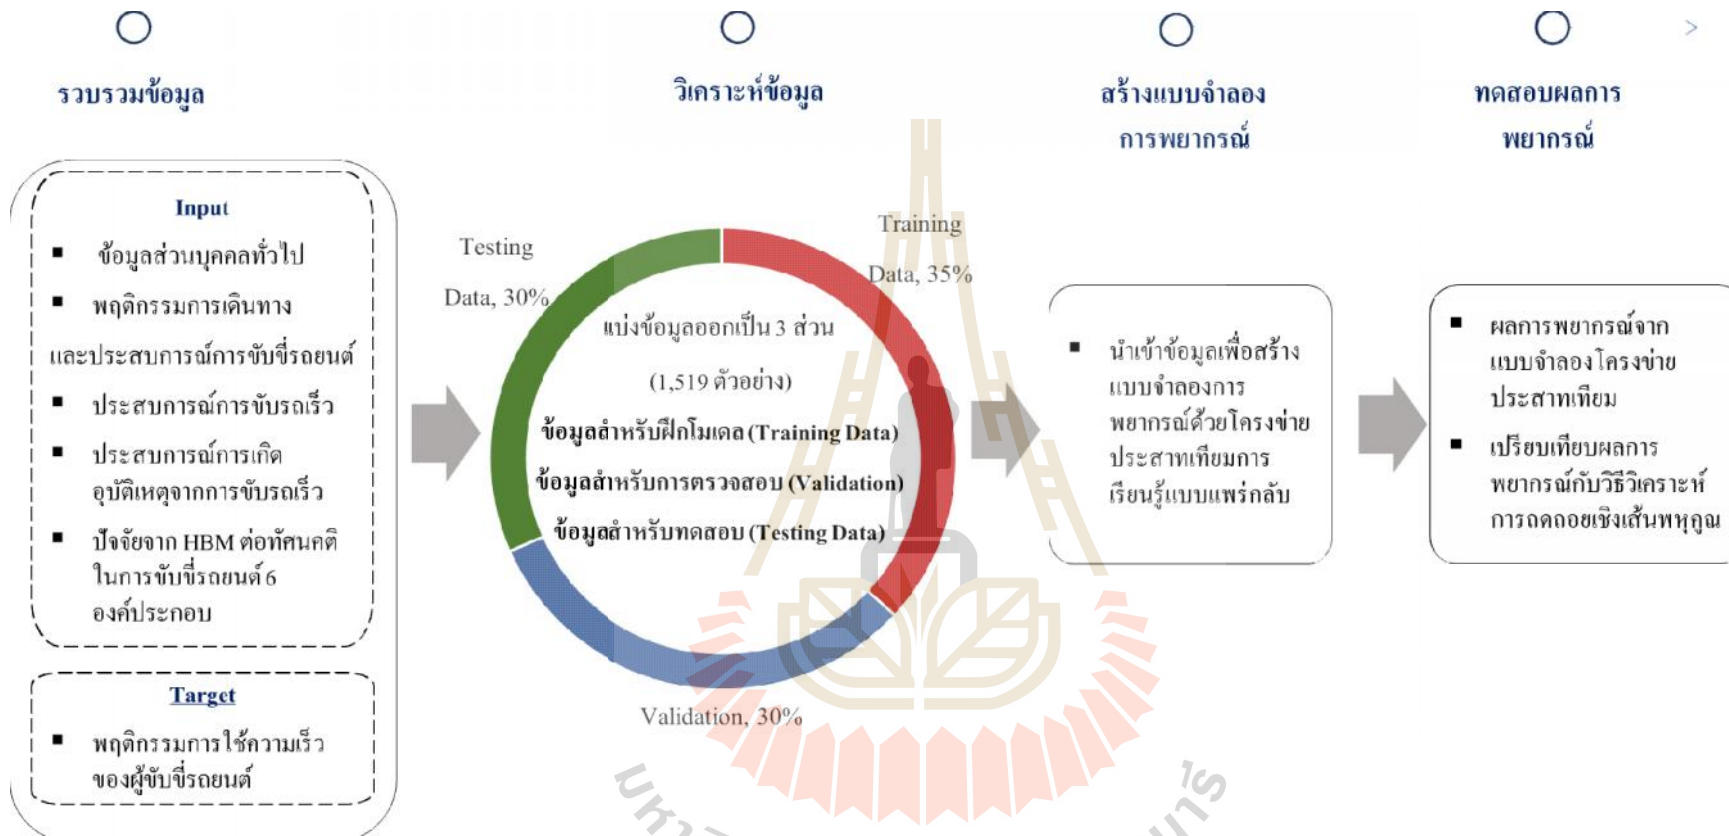 รวบรวมข้อมูล
วิเคราะห์ข้อมูล
สร้างแบบจำลอง
การพยากรณ์
ทดสอบผลการ
พยากรณ์
>
Input
▪ ข้อมูลส่วนบุคคลทั่วไป
▪ พฤติกรรมการเดินทาง
และประสบการณ์การขับขี่รถยนต์
▪ ประสบการณ์การขับรถเร็ว
▪ ประสบการณ์การเกิด
อุบัติเหตุจากการขับรถเร็ว
▪ ปัจจัยจาก HBM ต่อทัศนคติ
ในการขับขี่รถยนต์ 6
องค์ประกอบ
Target
▪ พฤติกรรมการใช้ความเร็ว
ของผู้ขับขี่รถยนต์
Testing
Data, 30%
Training
Data, 35%
แบ่งข้อมูลออกเป็น 3 ส่วน
(1,519 ตัวอย่าง)
ข้อมูลสำหรับฝึกโมเดล (Training Data)
ข้อมูลสำหรับการตรวจสอบ (Validation)
ข้อมูลสำหรับทดสอบ (Testing Data)
Validation, 30%
▪ นำเข้าข้อมูลเพื่อสร้าง
แบบจำลองการ
พยากรณ์ด้วยโครงข่าย
ประสาทเทียมการ
เรียนรู้แบบแพร่กลับ
▪ ผลการพยากรณ์จาก
แบบจำลองโครงข่าย
ประสาทเทียม
▪ เปรียบเทียบผลการ
พยากรณ์กับวิธีวิเคราะห์
การถดถอยเชิงเส้นพหุคูณ